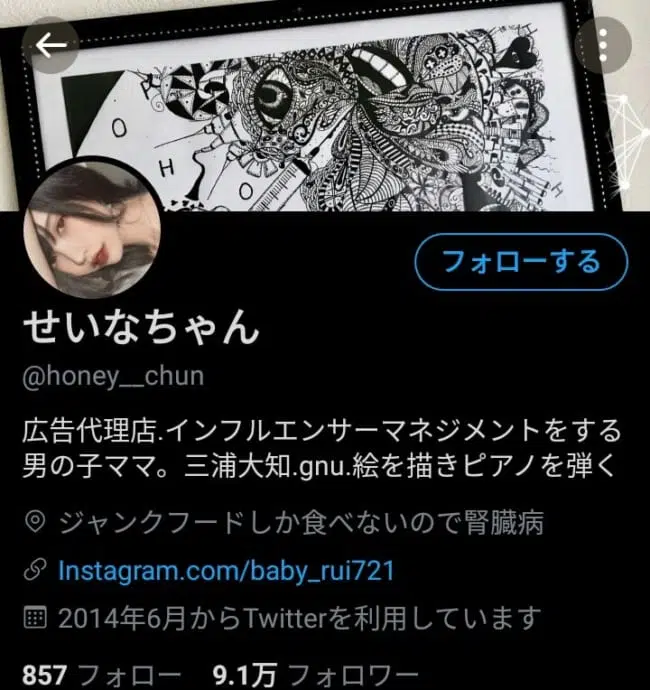 O H O
フォローする
せいなちゃん
@honey__chun
広告代理店.インフルエンサーマネジメントをする
男の子ママ。三浦大知.gnu.絵を描きピアノを弾く
ジャンクフードしか食べないので腎臓病
Instagram.com/baby_rui721
2014年6月からTwitterを利用しています
857 フォロー 9.1万 フォロワー